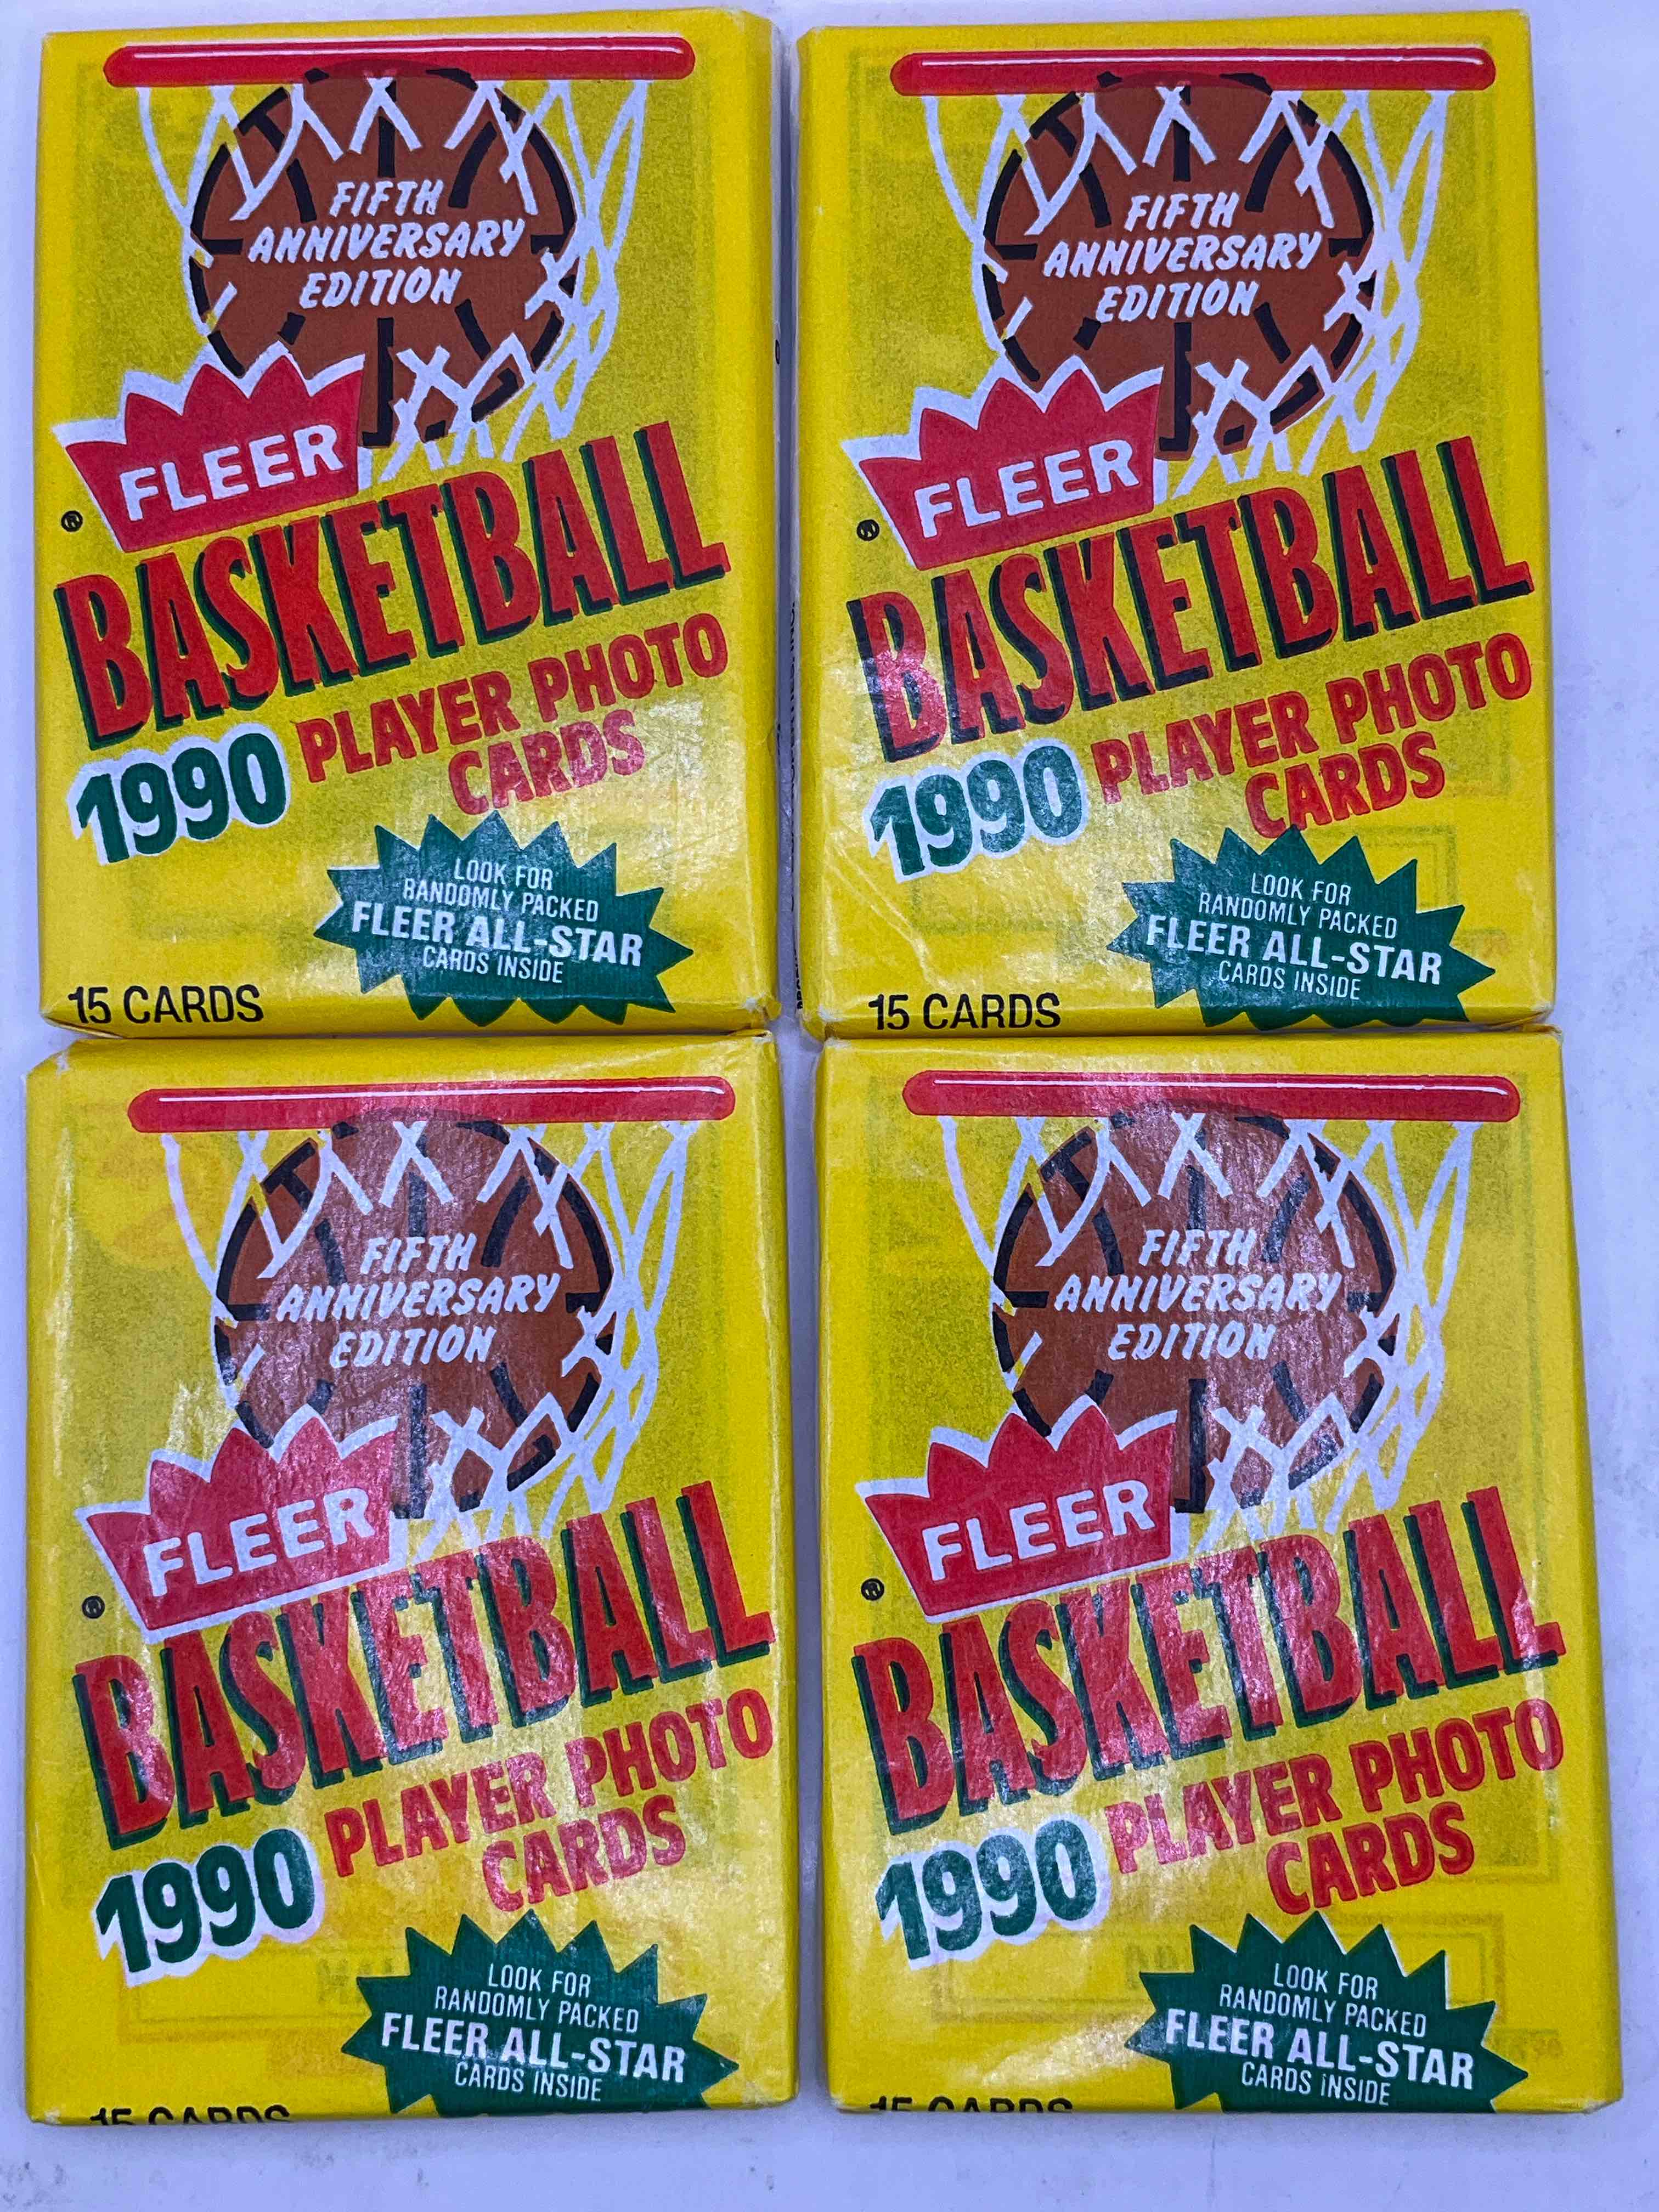 FIFTH
ANNIVERSARY
EDITION
FLEER
®
BASKETBALL
1990 PLAYER PHOTO
CARDS
LOOK FOR
RANDOMLY PACKED
FLEER ALL-STAR
CARDS INSIDE
15 CARDS
FIFTH
ANNIVERSARY
EDITION
FLEER
®
BASKETBALL
1990 PLAYER PHOTO
CARDS
LOOK FOR
RANDOMLY PACKED
FLEER ALL-STAR
CARDS INSIDE
15 CARDS
FIFTH
ANNIVERSARY
EDITION
FLEER
®
BASKETBALL
1990 PLAYER PHOTO
CARDS
LOOK FOR
RANDOMLY PACKED
FLEER ALL-STAR
CARDS INSIDE
15 CARDS
FIFTH
ANNIVERSARY
EDITION
FLEER
®
BASKETBALL
1990 PLAYER PHOTO
CARDS
LOOK FOR
RANDOMLY PACKED
FLEER ALL-STAR
CARDS INSIDE
15 CARDS